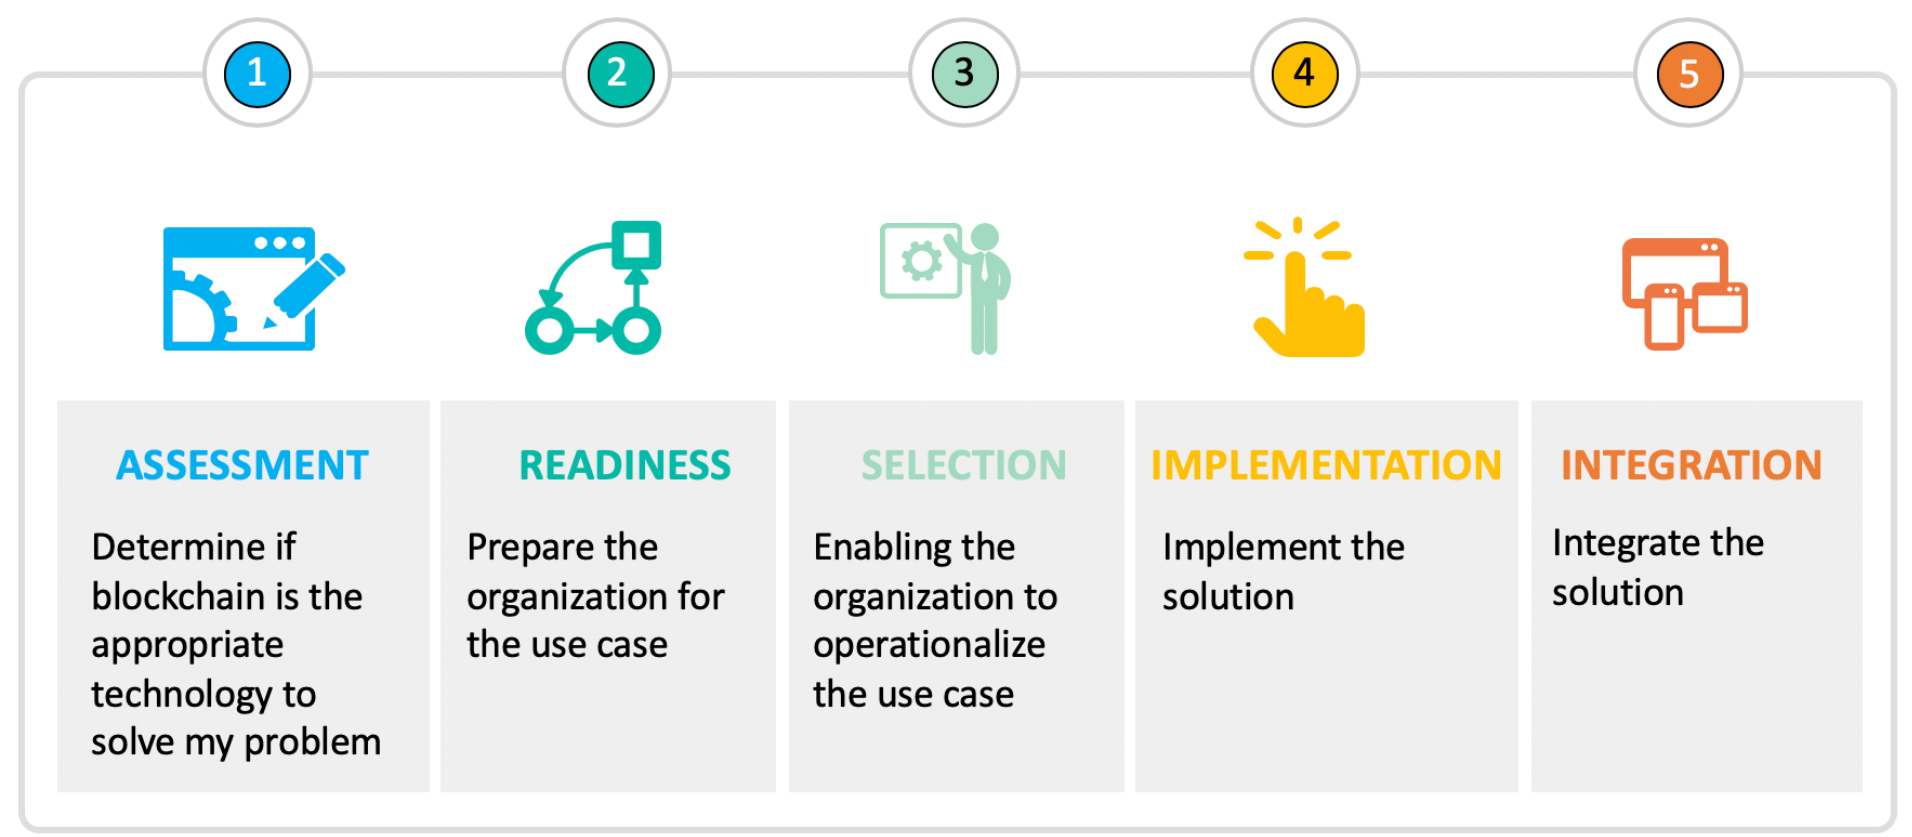 1
2
3
4
5
ASSESSMENT
Determine if
blockchain is the
appropriate
technology to
solve my problem
READINESS
Prepare the
organization for
the use case
SELECTION
Enabling the
organization to
operationalize
the use case
IMPLEMENTATION
Implement the
solution
INTEGRATION
Integrate the
solution